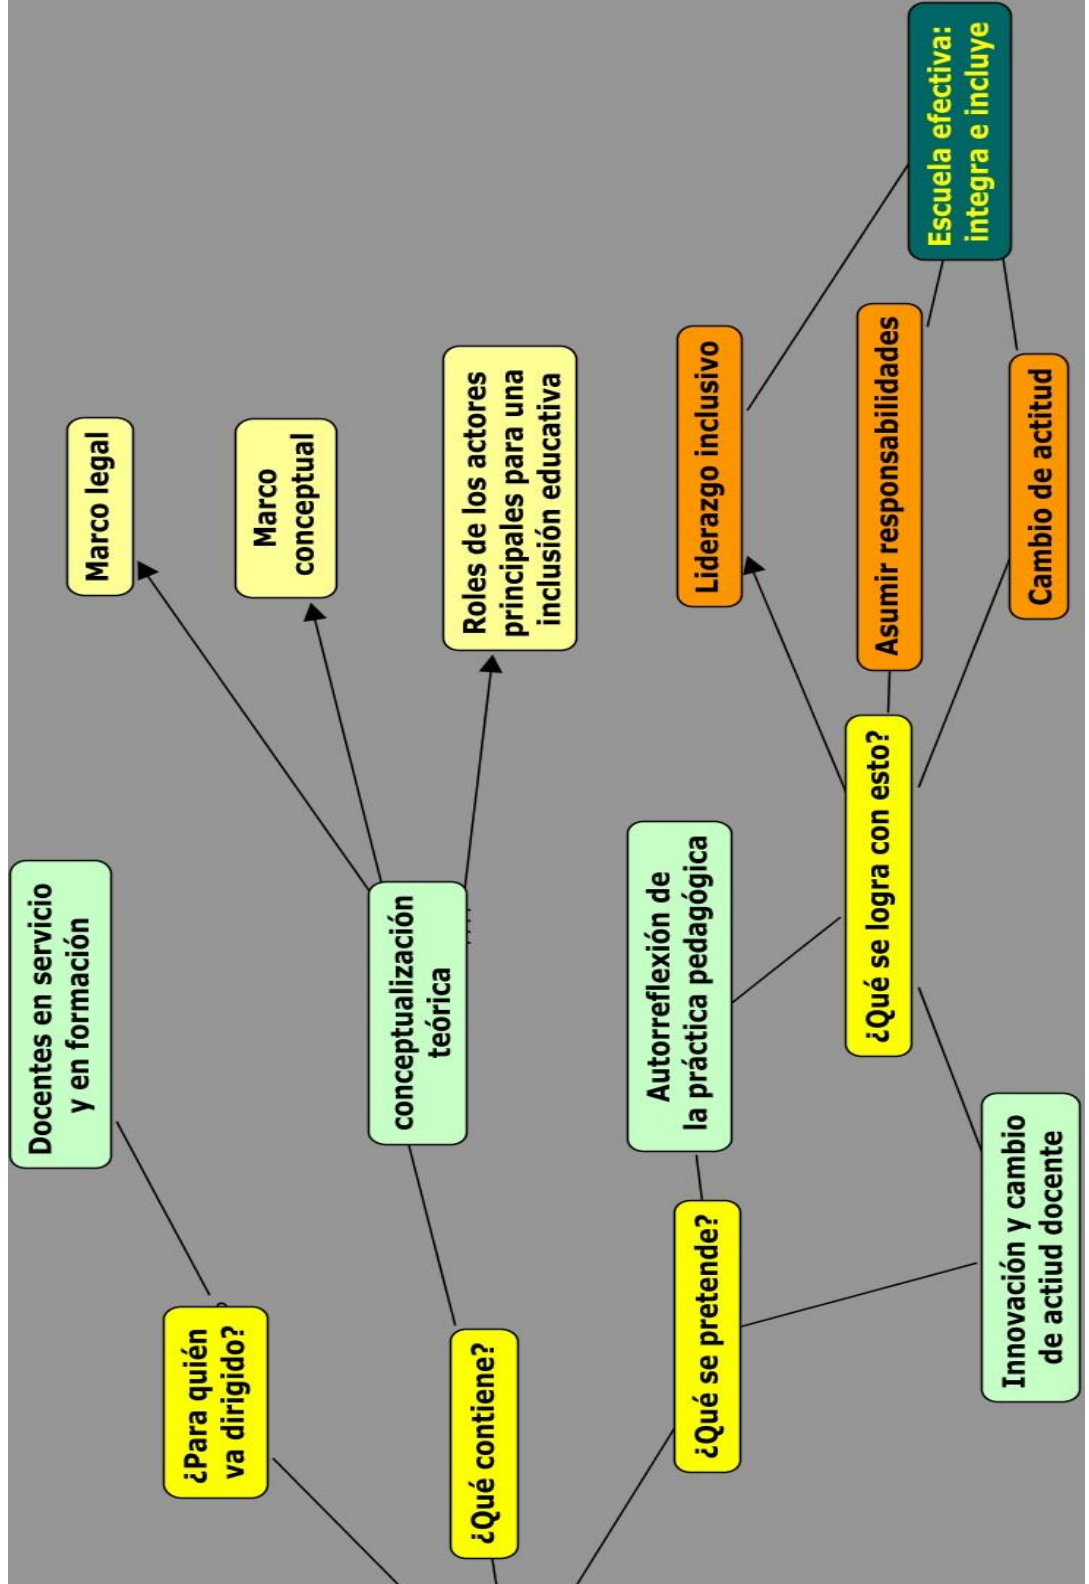 ¿Para quién
va dirigido?
Docentes en servicio
y en formación
¿Qué contiene?
conceptualización
teórica
Marco legal
Marco
conceptual
Roles de los actores
principales para una
inclusión educativa
¿Qué se pretende?
Autorreflexión de
la práctica pedagógica
Innovación y cambio
de actiud docente
¿Qué se logra con esto?
Liderazgo inclusivo
Asumir responsabilidades
Cambio de actitud
Escuela efectiva:
integra e incluye